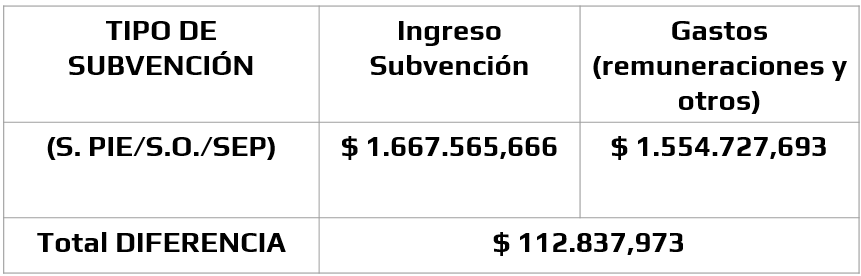 TIPO DE
SUBVENCIÓN
Ingreso
Subvención
Gastos
(remuneraciones y
otros)
(S. PIE/S.O./SEP)
$ 1.667.565,666
$ 1.554.727,693
Total DIFERENCIA
$ 112.837,973